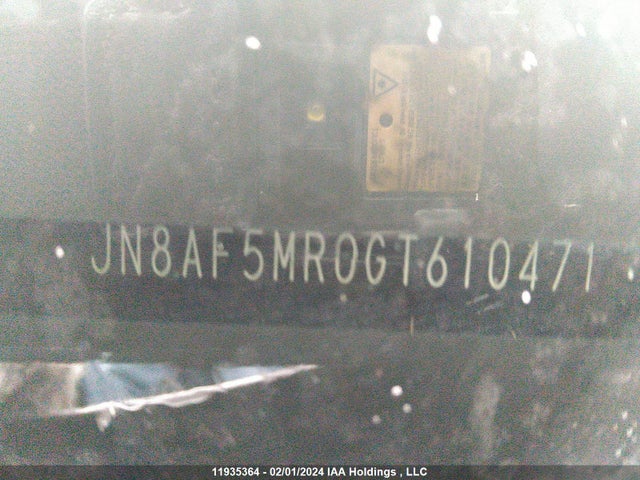 JN8AF5MR0GT610471
11935364 - 02/01/2024 IAA Holdings , LLC